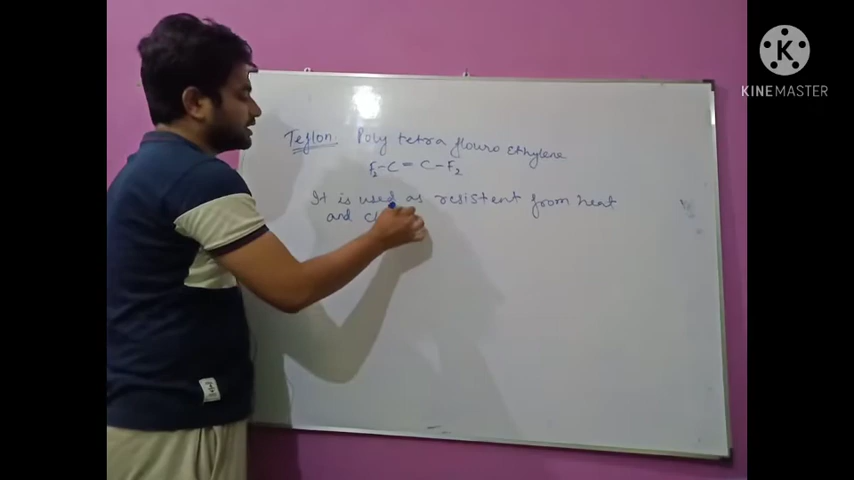 Teflon. Poly tetra flouro Ethylene
F2-C = C-F2
It is used as resistent from heat
and
K
KINEMASTER